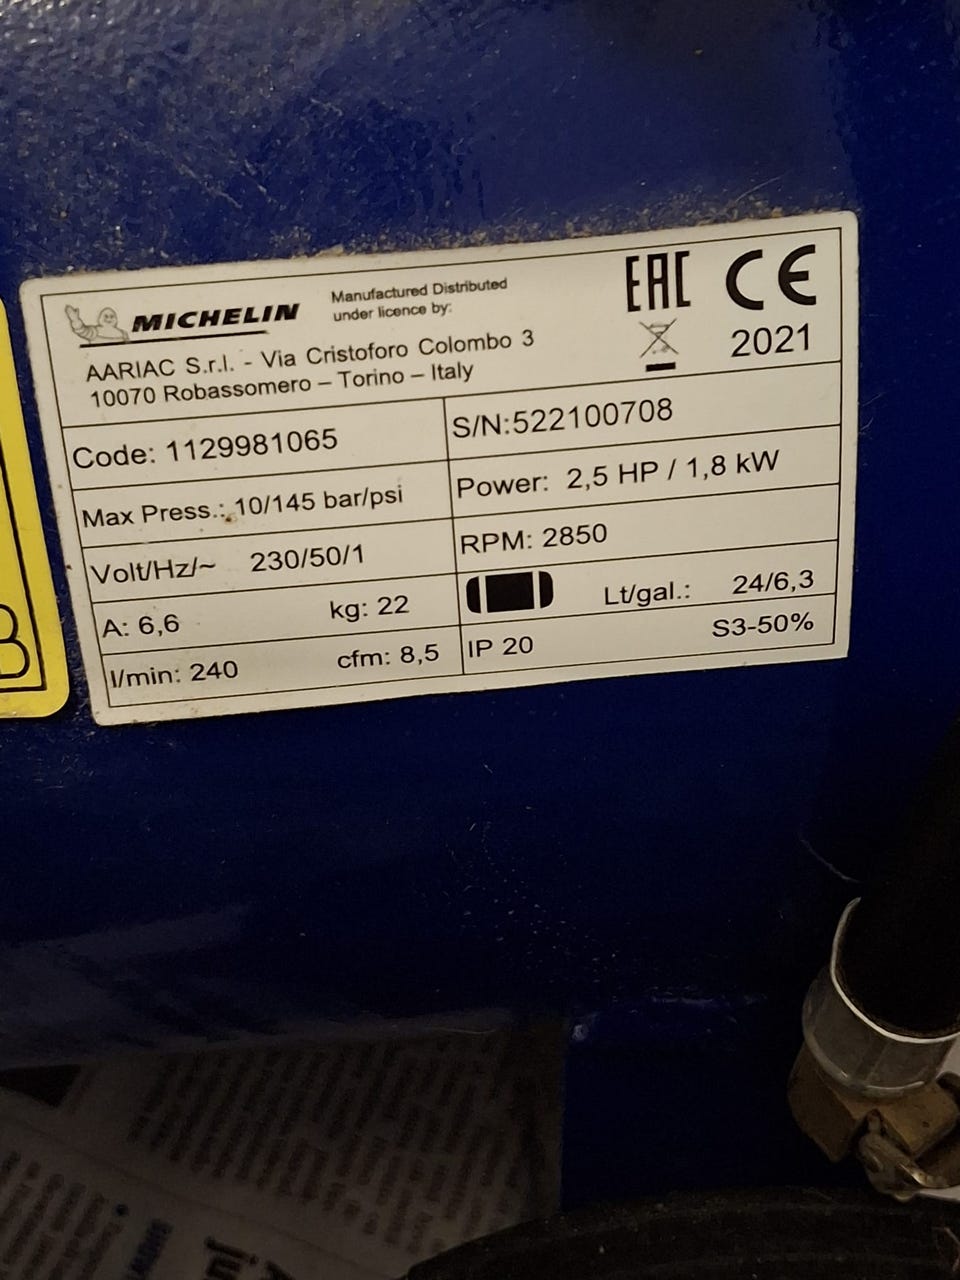 MICHELIN
Manufactured Distributed
under licence by:
AARIAC S.r.l. - Via Cristoforo Colombo 3
10070 Robassomero – Torino – Italy
EAC CE
2021
Code: 1129981065
S/N:522100708
Max Press.: 10/145 bar/psi
Power: 2,5 HP / 1,8 kW
Volt/Hz/~ 230/50/1
RPM: 2850
A: 6,6 kg: 22
Lt/gal.: 24/6,3
l/min: 240 cfm: 8,5
IP 20 S3-50%